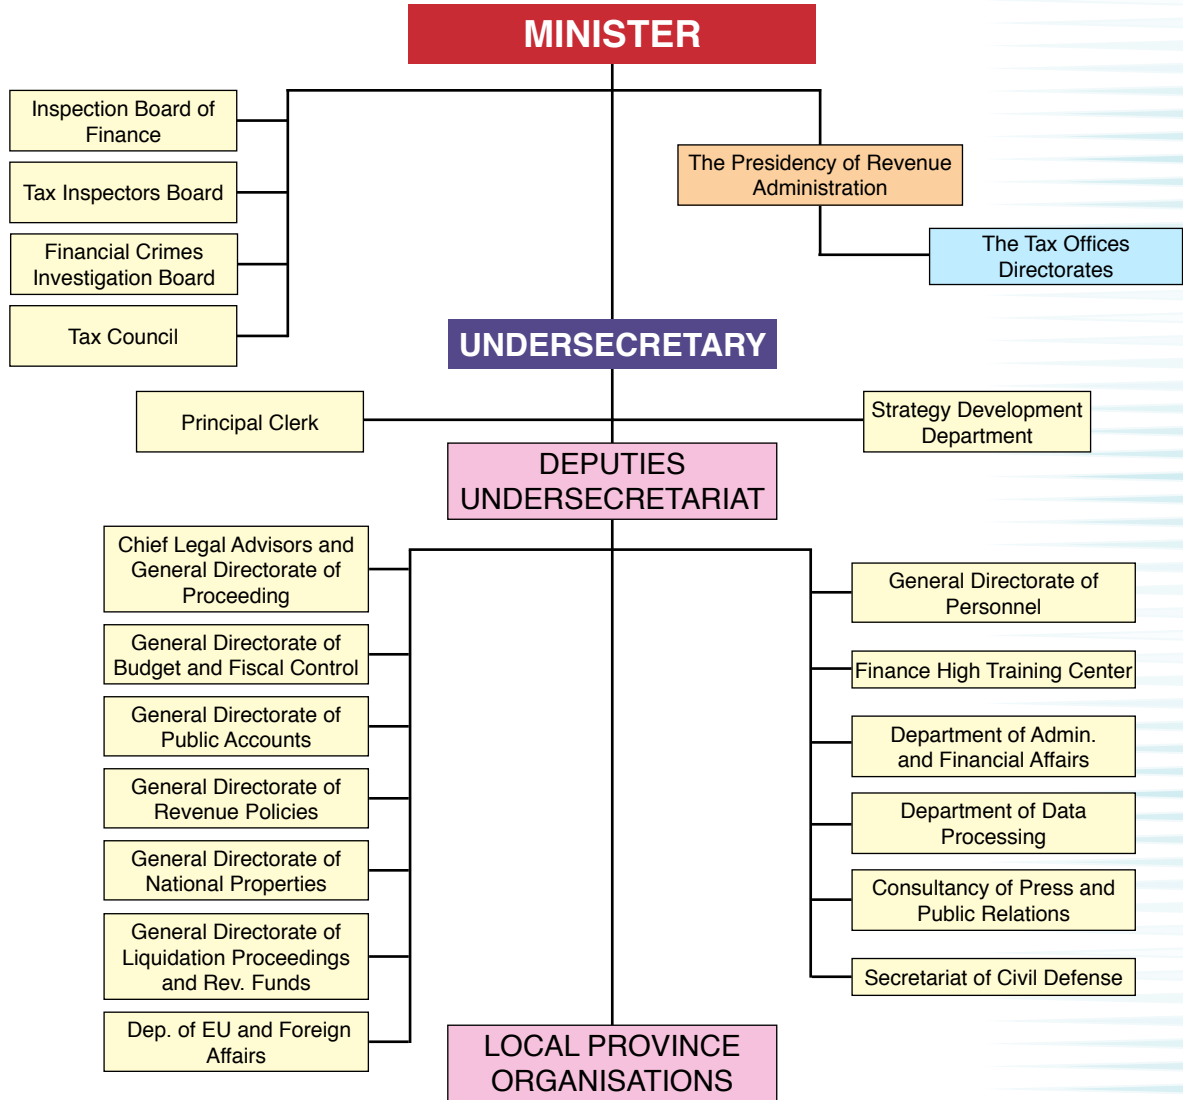 MINISTER
Inspection Board of
Finance
Tax Inspectors Board
Financial Crimes
Investigation Board
Tax Council
The Presidency of Revenue
Administration
The Tax Offices
Directorates
UNDERSECRETARY
Principal Clerk
Strategy Development
Department
DEPUTIES
UNDERSECRETARIAT
Chief Legal Advisors and
General Directorate of
Proceeding
General Directorate of
Budget and Fiscal Control
General Directorate of
Public Accounts
General Directorate of
Revenue Policies
General Directorate of
National Properties
General Directorate of
Liquidation Proceedings
and Rev. Funds
Dep. of EU and Foreign
Affairs
General Directorate of
Personnel
Finance High Training Center
Department of Admin.
and Financial Affairs
Department of Data
Processing
Consultancy of Press and
Public Relations
Secretariat of Civil Defense
LOCAL PROVINCE
ORGANISATIONS